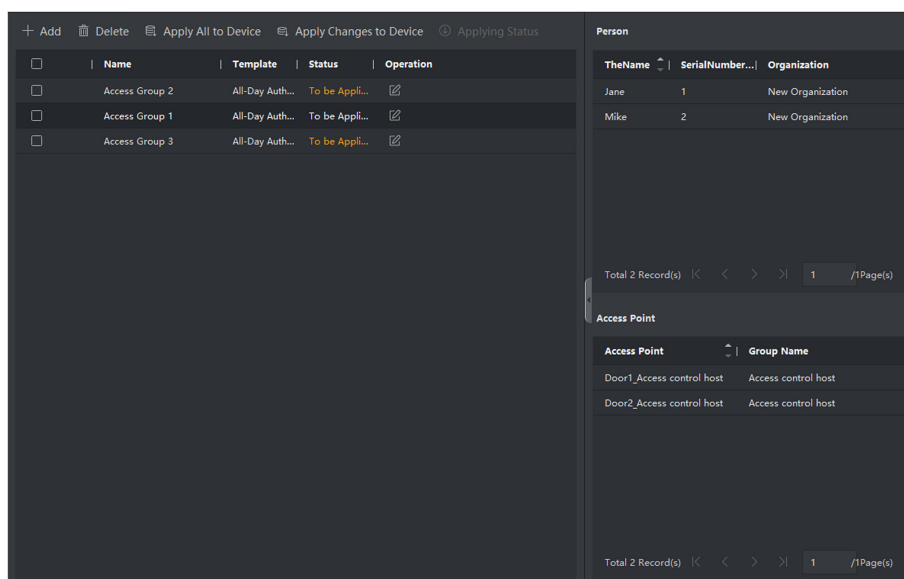 Add Delete Apply All to Device Apply Changes to Device Applying Status
Name Template Status Operation
Access Group 2 All-Day Auth... To be Appli...
Access Group 1 All-Day Auth... To be Appli...
Access Group 3 All-Day Auth... To be Appli...
Person
TheName SerialNumber... Organization
Jane 1 New Organization
Mike 2 New Organization
Total 2 Record(s) 1 /1Page(s)
Access Point
Access Point Group Name
Door1_Access control host Access control host
Door2_Access control host Access control host
Total 2 Record(s) 1 /1Page(s)